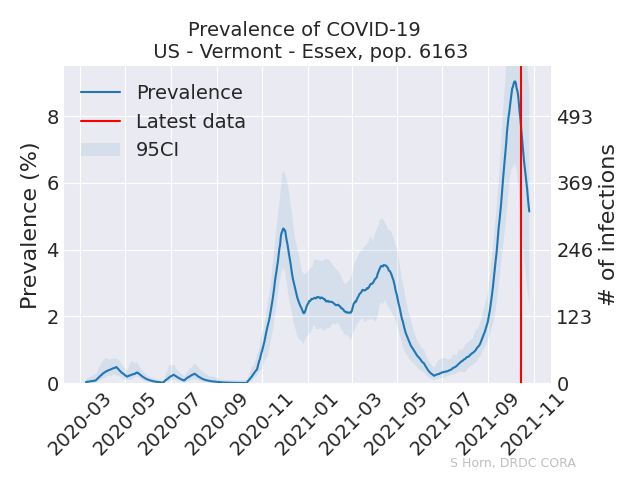 Prevalence of COVID-19
US - Vermont - Essex, pop. 6163
Prevalence
Latest data
95CI
Prevalence (%)
8
6
4
2
0
493
369
246
123
0
# of infections
2020-03
2020-05
2020-07
2020-09
2020-11
2021-01
2021-03
2021-05
2021-07
2021-09
2021-11
S Horn, DRDC CORA